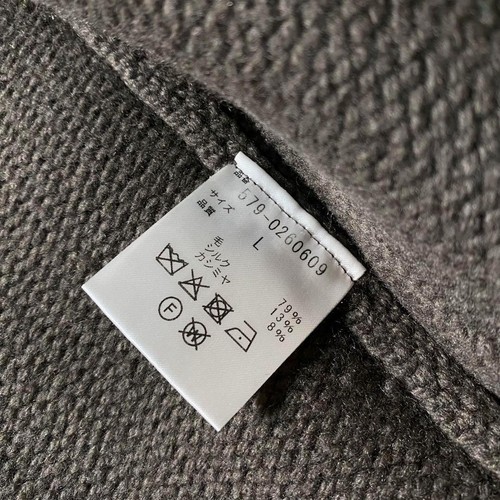 型番 579-0260609
サイズ L
品質
毛 79%
シルク 13%
カシミヤ 8%
F
W